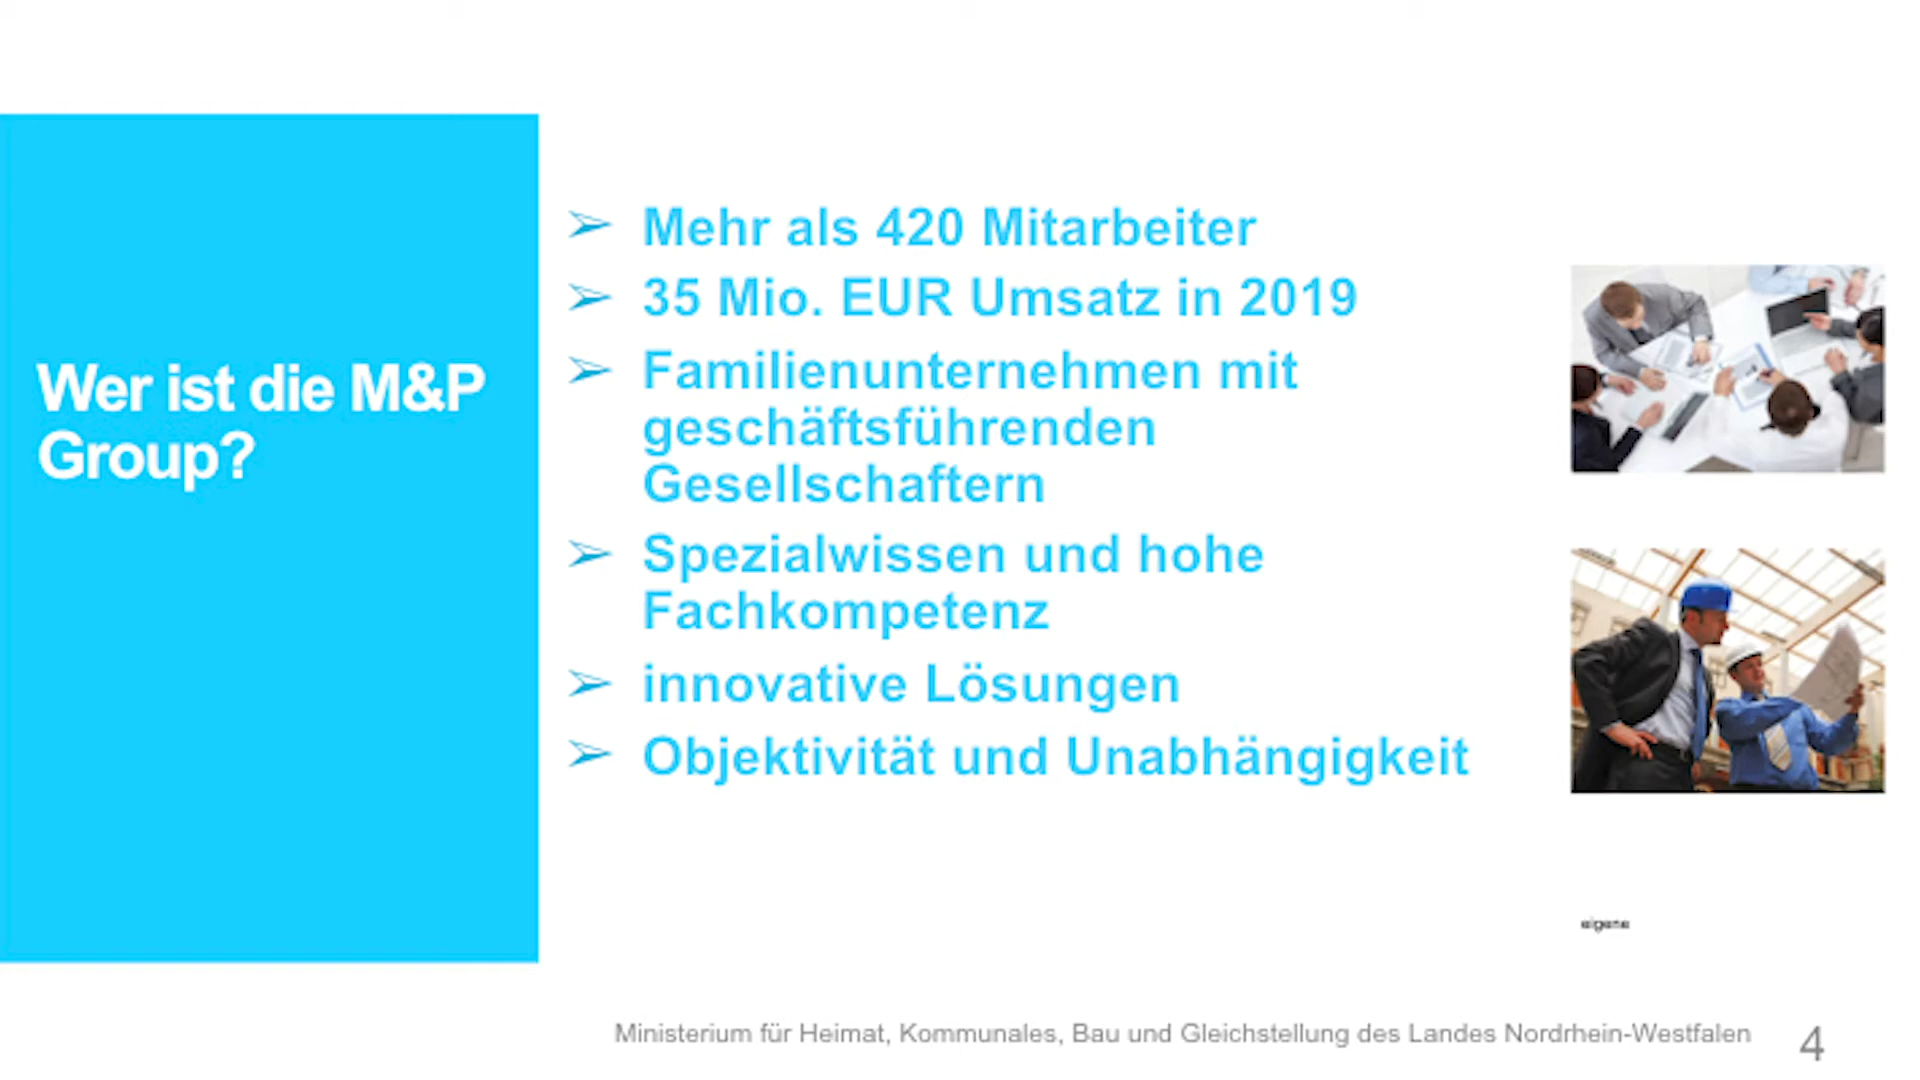 Wer ist die M&P
Group?
➢ Mehr als 420 Mitarbeiter
➢ 35 Mio. EUR Umsatz in 2019
➢ Familienunternehmen mit
geschäftsführenden
Gesellschaftern
➢ Spezialwissen und hohe
Fachkompetenz
➢ innovative Lösungen
➢ Objektivität und Unabhängigkeit
eigene
Ministerium für Heimat, Kommunales, Bau und Gleichstellung des Landes Nordrhein-Westfalen
4